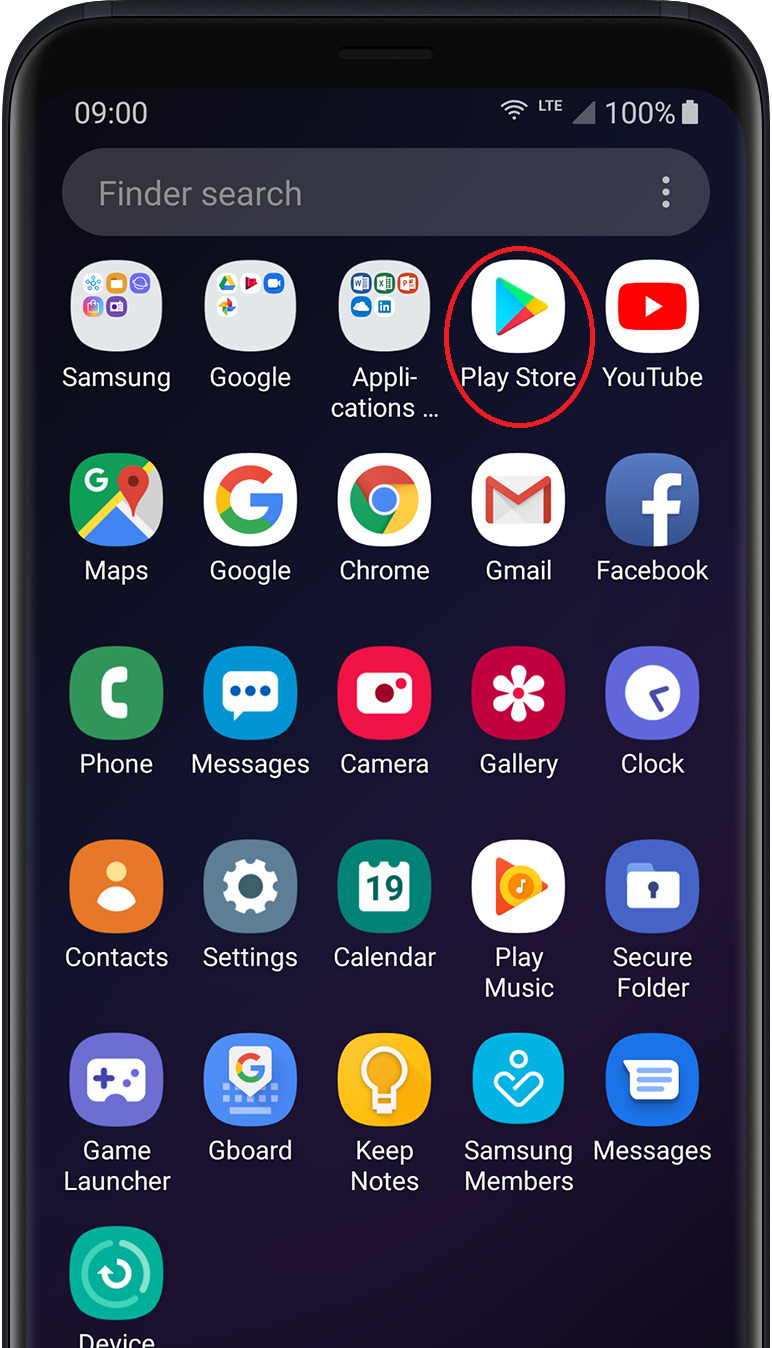 09:00 LTE 100%
Finder search
Samsung Google Appli- Play Store YouTube
cations ...
Maps Google Chrome Gmail Facebook
Phone Messages Camera Gallery Clock
19
Contacts Settings Calendar Play Secure
Music Folder
Game Gboard Keep Samsung Messages
Launcher Notes Members
Device